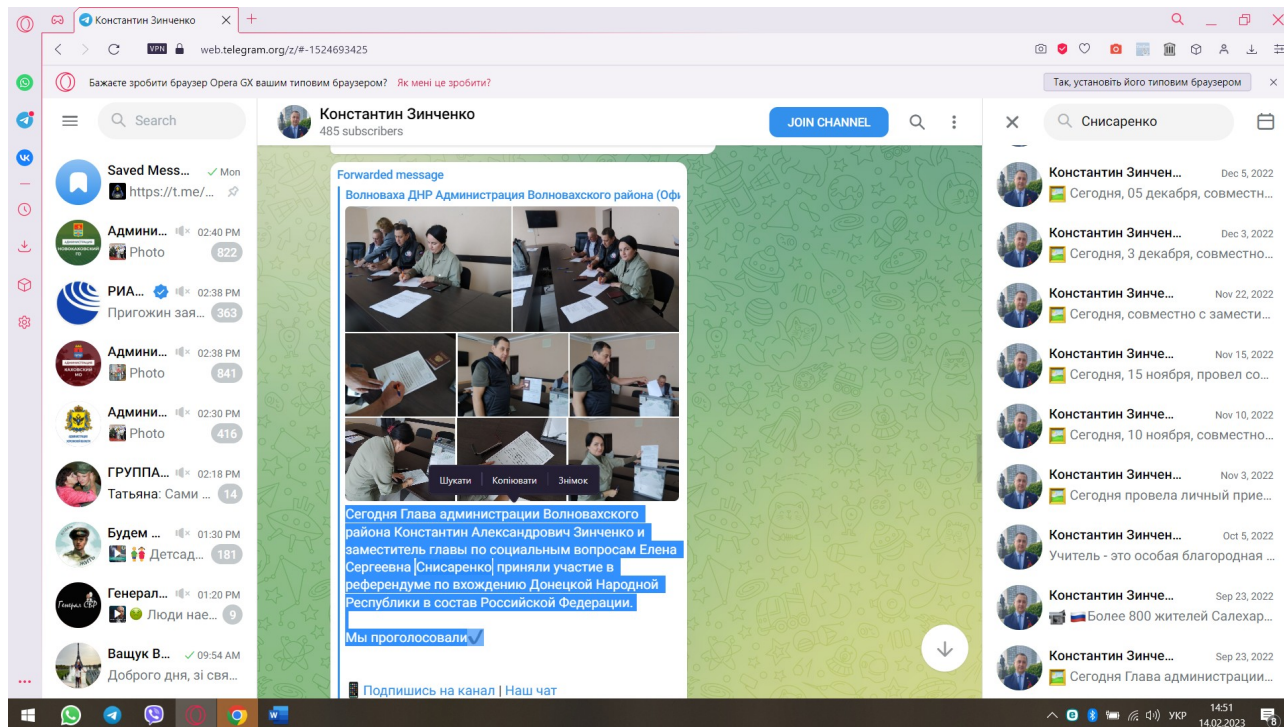 Константин Зинченко
VPN
web.telegram.org/z/#-1524693425
Бажаєте зробити браузер Opera GX вашим типовим браузером? Як мені це зробити?
Так, установіть його типовим браузером
Search
Saved Mess... Mon
https://t.me/...
Админи... 02:40 PM
Photo 822
РИА... 02:38 PM
Пригожин зая... 363
Админи... 02:38 PM
Photo 841
Админи... 02:30 PM
Photo 416
ГРУППА... 02:18 PM
Татьяна: Сами ... 14
Будем ... 01:30 PM
Детсад... 181
Генерал... 01:20 PM
Люди нае... 9
Ващук В... 09:54 AM
Доброго дня, зі свя...
Константин Зинченко
485 subscribers
JOIN CHANNEL
Forwarded message
Волноваха ДНР Администрация Волновахского района (Офи
Шукати Копіювати Знімок
Сегодня Глава администрации Волновахского
района Константин Александрович Зинченко и
заместитель главы по социальным вопросам Елена
Сергеевна Снисаренко приняли участие в
референдуме по вхождению Донецкой Народной
Республики в состав Российской Федерации.
Мы проголосовали
Подпишись на канал | Наш чат
Снисаренко
Константин Зинчен... Dec 5, 2022
Сегодня, 05 декабря, совместн...
Константин Зинчен... Dec 3, 2022
Сегодня, 3 декабря, совместно...
Константин Зинче... Nov 22, 2022
Сегодня, совместно с замести...
Константин Зинче... Nov 15, 2022
Сегодня, 15 ноября, провел со...
Константин Зинче... Nov 10, 2022
Сегодня, 10 ноября, совместно...
Константин Зинче... Nov 3, 2022
Сегодня провела личный прие...
Константин Зинчен... Oct 5, 2022
Учитель - это особая благородная ...
Константин Зинче... Sep 23, 2022
Более 800 жителей Салехар...
Константин Зинче... Sep 23, 2022
Сегодня Глава администрации...
УКР
14:51
14.02.2023